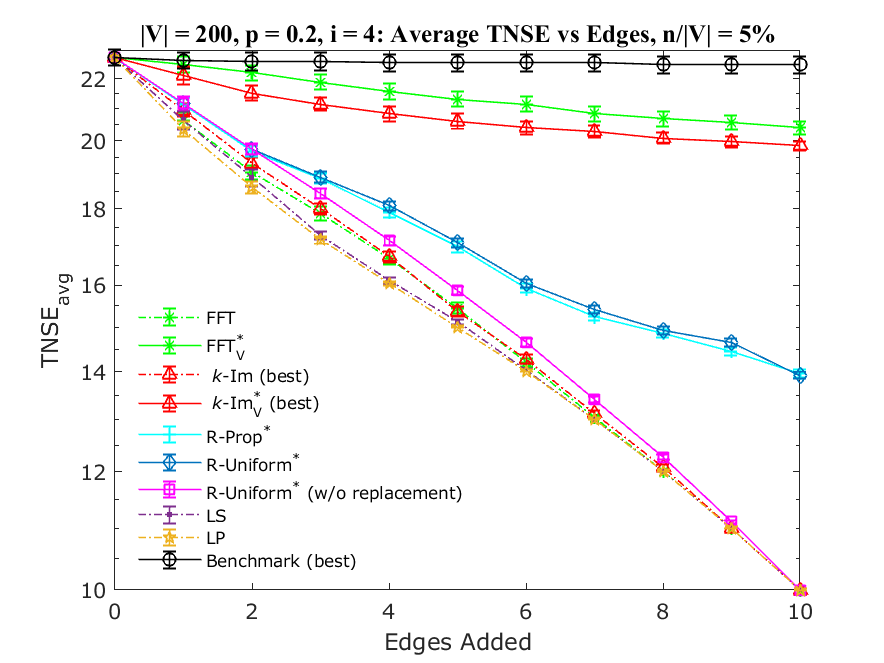 |V| = 200, p = 0.2, i = 4: Average TNSE vs Edges, n/|V| = 5%
22
20
18
16
14
12
10
TNSE_avg
FFT
FFT*_V
k-Im (best)
k-Im*_V (best)
R-Prop*
R-Uniform*
R-Uniform* (w/o replacement)
LS
LP
Benchmark (best)
0 2 4 6 8 10
Edges Added